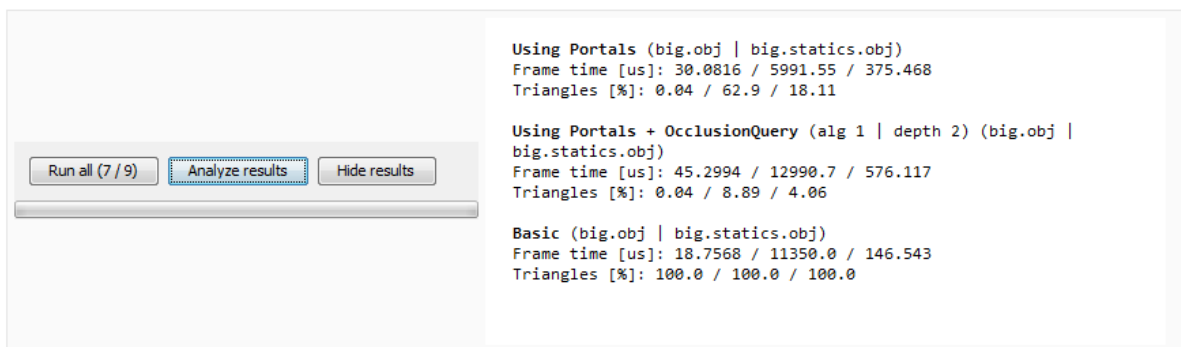 Run all (7 / 9)
Analyze results
Hide results
Using Portals (big.obj | big.statics.obj)
Frame time [us]: 30.0816 / 5991.55 / 375.468
Triangles [%]: 0.04 / 62.9 / 18.11
Using Portals + OcclusionQuery (alg 1 | depth 2) (big.obj |
big.statics.obj)
Frame time [us]: 45.2994 / 12990.7 / 576.117
Triangles [%]: 0.04 / 8.89 / 4.06
Basic (big.obj | big.statics.obj)
Frame time [us]: 18.7568 / 11350.0 / 146.543
Triangles [%]: 100.0 / 100.0 / 100.0